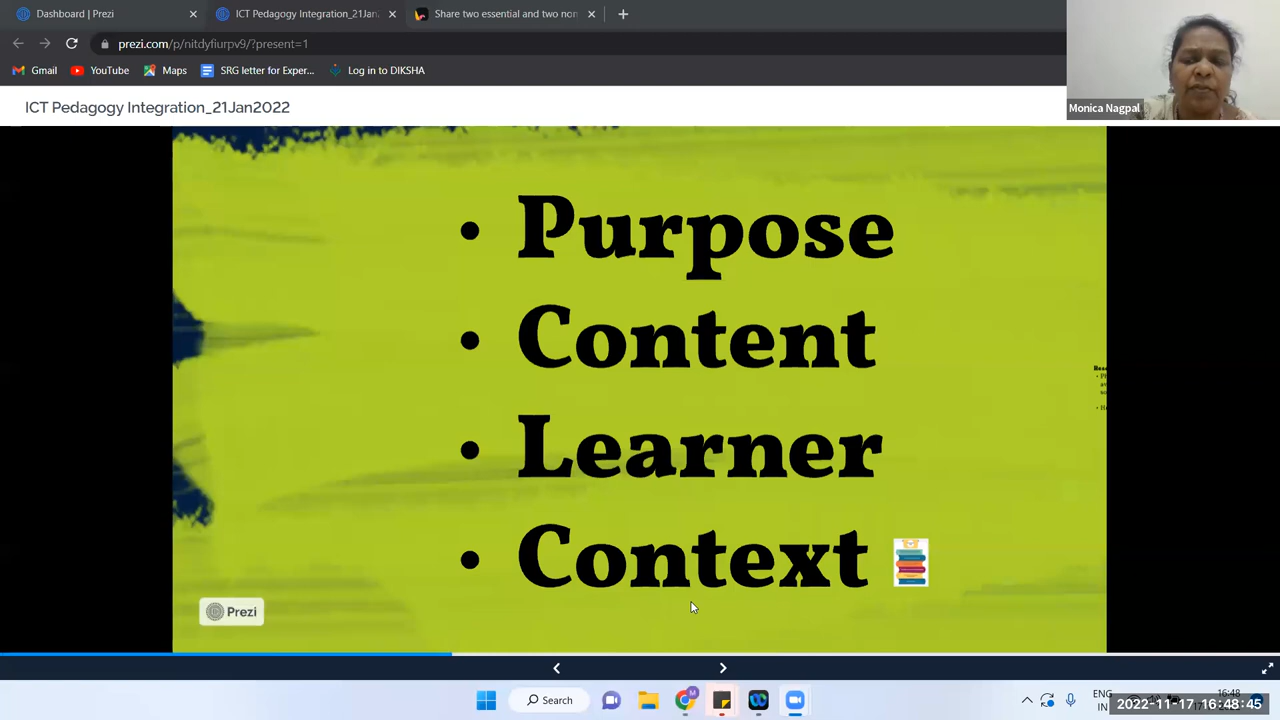 Dashboard | Prezi
ICT Pedagogy Integration_21Jan
Share two essential and two non
prezi.com/p/nitdyfiurpv9/?present=1
Gmail
YouTube
Maps
SRG letter for Exper...
Log in to DIKSHA
Monica Nagpal
ICT Pedagogy Integration_21Jan2022
• Purpose
• Content
• Learner
• Context
Prezi
Search
ENG
IN
16:48
2022-11-17 16:48:45